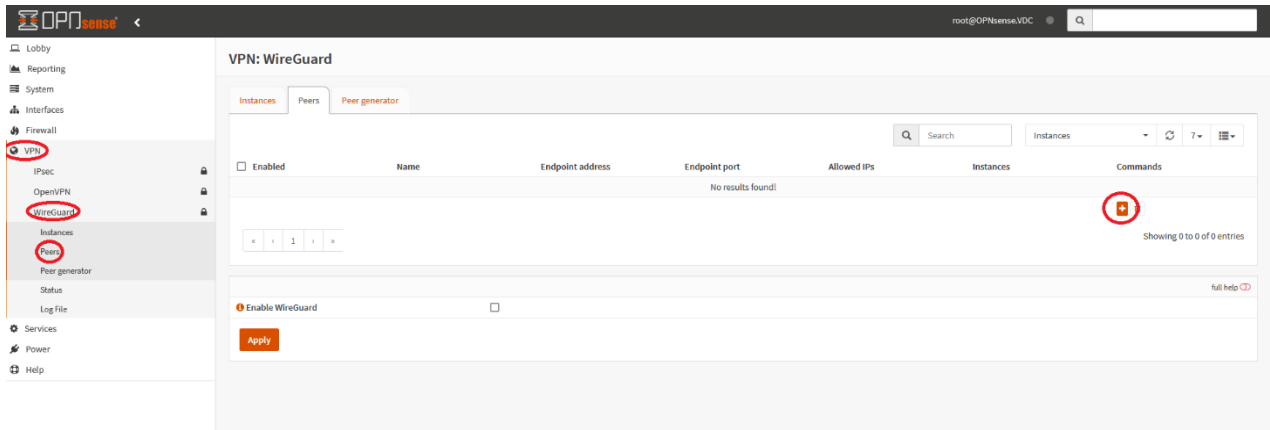 OPNsense
root@OPNsense.VDC
Lobby
Reporting
System
Interfaces
Firewall
VPN
IPsec
OpenVPN
WireGuard
Instances
Peers
Peer generator
Status
Log File
Services
Power
Help
VPN: WireGuard
Instances Peers Peer generator
Search Instances 7
Enabled Name Endpoint address Endpoint port Allowed IPs Instances Commands
No results found!
« ‹ 1 › »
Showing 0 to 0 of 0 entries
full help
Enable WireGuard
Apply